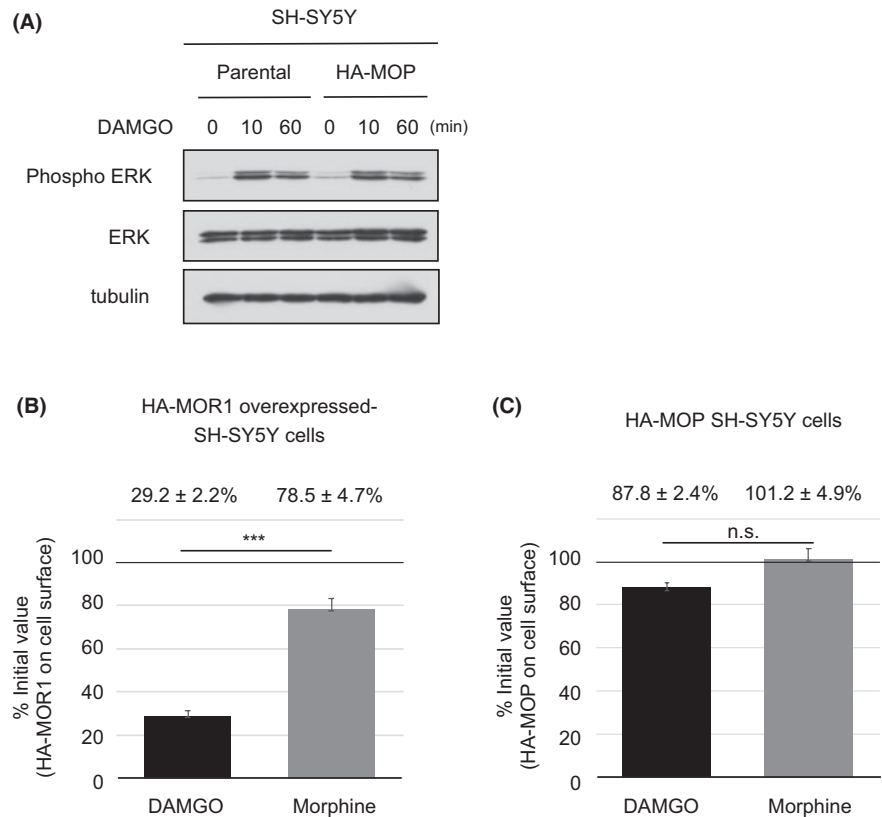 (A)
SH-SY5Y
Parental HA-MOP
DAMGO 0 10 60 0 10 60 (min)
Phospho ERK
ERK
tubulin
(B)
HA-MOR1 overexpressed-
SH-SY5Y cells
29.2 ± 2.2% 78.5 ± 4.7%
***
% Initial value
(HA-MOR1 on cell surface)
100
80
60
40
20
0
DAMGO Morphine
(C)
HA-MOP SH-SY5Y cells
87.8 ± 2.4% 101.2 ± 4.9%
n.s.
% Initial value
(HA-MOP on cell surface)
100
80
60
40
20
0
DAMGO Morphine